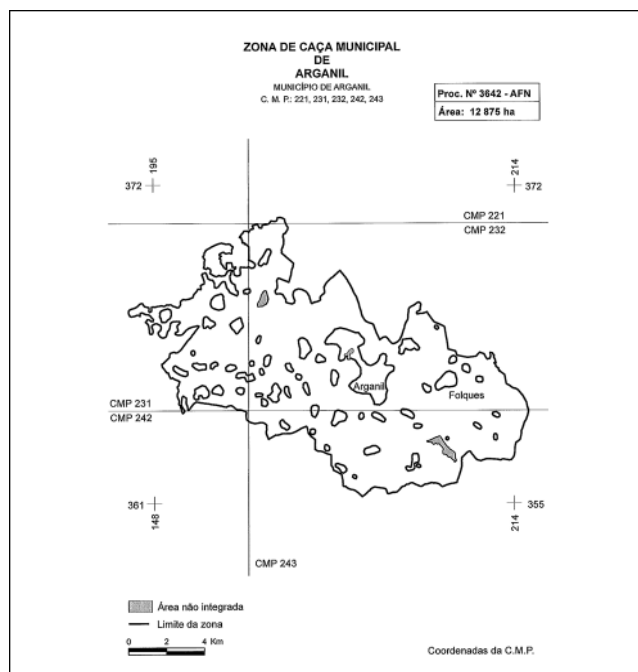 ZONA DE CAÇA MUNICIPAL
DE
ARGANIL
MUNICÍPIO DE ARGANIL
C. M. P.: 221, 231, 232, 242, 243
Proc. Nº 3642 - AFN
Área: 12 875 ha
195
214
372
372
CMP 221
CMP 232
Arganil
Folques
CMP 231
CMP 242
361
148
355
214
CMP 243
Área não integrada
Limite da zona
0 2 4 Km
Coordenadas da C.M.P.